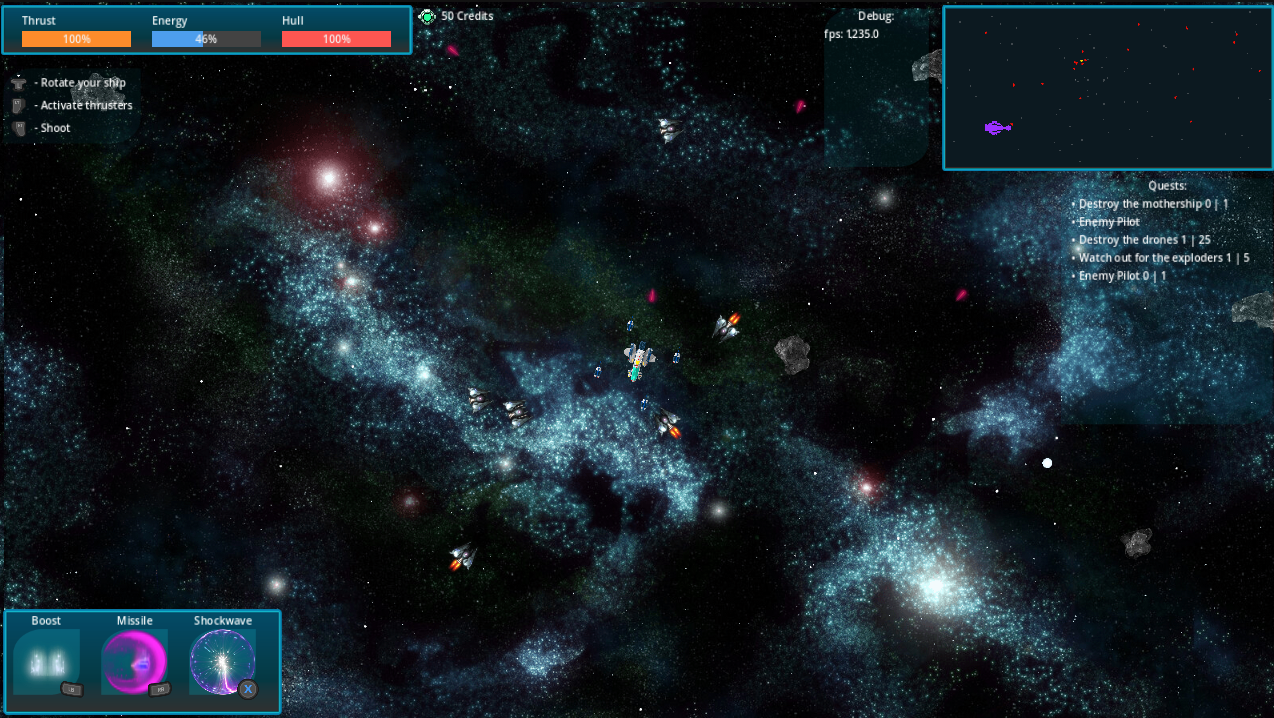 Thrust Energy Hull
100% 46% 100%
50 Credits
Debug:
fps: 1235.0
- Rotate your ship
- Activate thrusters
- Shoot
Quests:
• Destroy the mothership 0 | 1
• Enemy Pilot
• Destroy the drones 1 | 25
• Watch out for the exploders 1 | 5
• Enemy Pilot 0 | 1
Boost Missile Shockwave
X